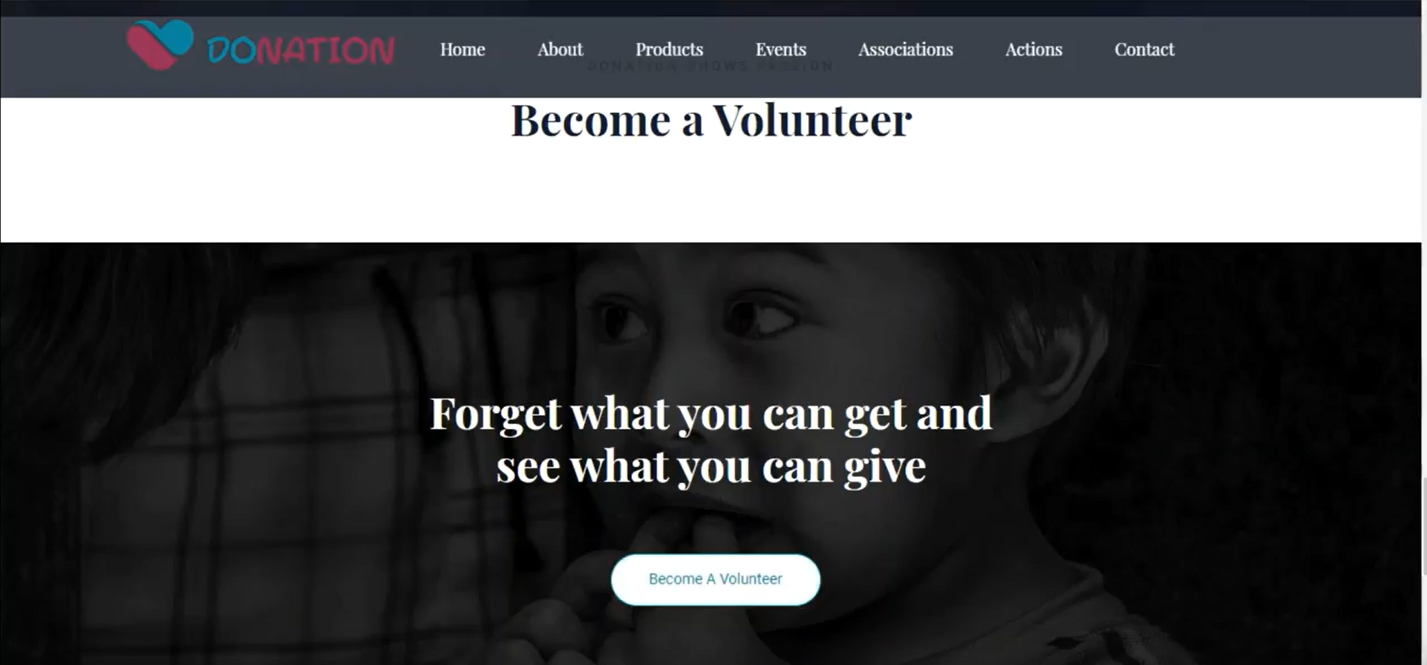 DONATION
Home About Products Events Associations Actions Contact
DONATION SHOWS PASSION
Become a Volunteer
Forget what you can get and
see what you can give
Become A Volunteer